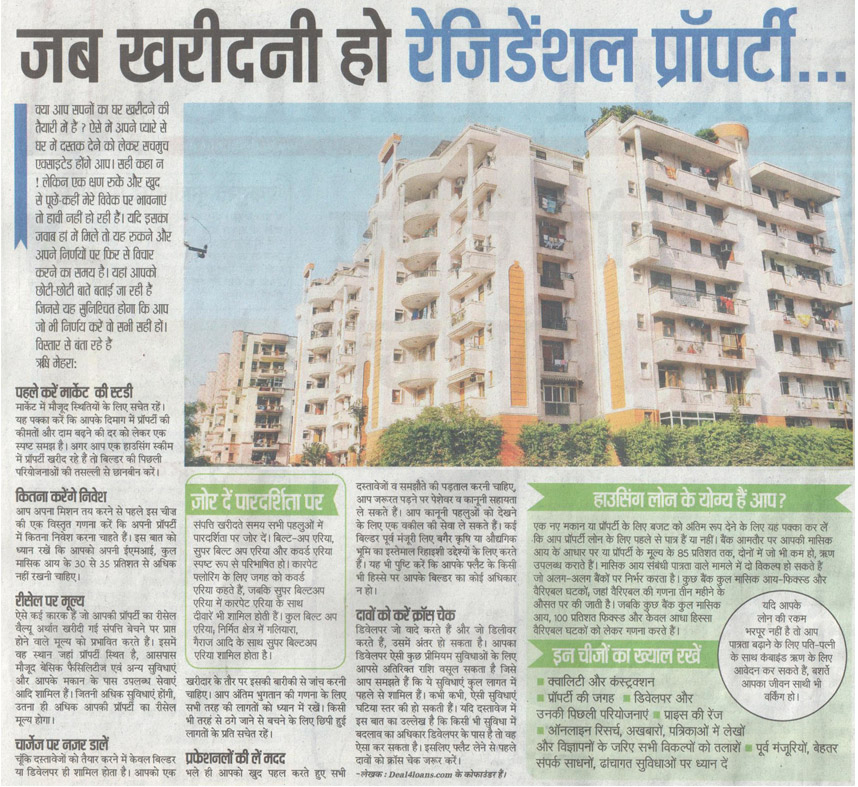 जब खरीदनी हो रेजिडेंशल प्रॉपर्टी...
क्या आप सपनों का घर खरीदने की
तैयारी में हैं ? ऐसे में अपने प्यारे से
घर में दस्तक देने को लेकर सचमुच
एक्साइटेड होंगे आप। सही कहा न
! लेकिन एक क्षण रुकें और खुद
से पूछें-कहीं मेरे विवेक पर भावनाएं
तो हावी नहीं हो रही हैं। यदि इसका
जवाब हां में मिले तो यह रुकने और
अपने निर्णयों पर फिर से विचार
करने का समय है। यहां आपको
छोटी-छोटी बातें बताई जा रही है
जिनसे यह सुनिश्चित होगा कि आप
जो भी निर्णय करें वो सभी सही हों।
विस्तार से बता रहे हैं
ऋषि मेहरा:
पहले करें मार्केट की स्टडी
मार्केट में मौजूद स्थितियों के लिए सचेत रहें।
यह पक्का करें कि आपके दिमाग में प्रॉपर्टी की
कीमतों और दाम बढ़ने की दर को लेकर एक
स्पष्ट समझ है। अगर आप एक हाउसिंग स्कीम
में प्रॉपर्टी खरीद रहे हैं तो बिल्डर की पिछली
परियोजनाओं की तसल्ली से छानबीन करें।
कितना करेंगे निवेश
आप अपना मिशन तय करने से पहले इस चीज
की एक विस्तृत गणना करें कि अपनी प्रॉपर्टी
में कितना निवेश करना चाहते हैं। इस बात को
ध्यान रखें कि आपको अपनी ईएमआई, कुल
मासिक आय के 30 से 35 प्रतिशत से अधिक
नहीं रखनी चाहिए।
रीसेल पर मूल्य
ऐसे कई कारक हैं जो आपकी प्रॉपर्टी का रीसेल
वैल्यू अर्थात खरीदी गई संपत्ति बेचने पर प्राप्त
होने वाले मूल्य को प्रभावित करते हैं। इसमें
वह स्थान जहां प्रॉपर्टी स्थित है, आसपास
मौजूद बेसिक फैरिसलिटीज एवं अन्य सुविधाएं
और आपके मकान के पास उपलब्ध सेवाएं
आदि शामिल हैं। जितनी अधिक सुविधाएं होंगी,
उतना ही अधिक आपकी प्रॉपर्टी का रीसेल
मूल्य होगा।
चार्जेज पर नज़र डालें
चूंकि दस्तावेजों को तैयार करने में केवल बिल्डर
या डिवेलपर ही शामिल होता है। आपको एक
ज़ोर दें पारदर्शिता पर
संपत्ति खरीदते समय सभी पहलुओं में
पारदर्शिता पर जोर दें। बिल्ट-अप एरिया,
सुपर बिल्ट अप एरिया और कवर्ड एरिया
स्पष्ट रूप से परिभाषित हो। कारपेट
फ्लोरिंग के लिए जगह को कवर्ड
एरिया कहते हैं, जबकि सुपर बिल्टअप
एरिया में कारपेट एरिया के साथ
दीवारें भी शामिल होती हैं। कुल बिल्ट अप
एरिया, निर्मित क्षेत्र में गलियारा,
गैराज आदि के साथ सुपर बिल्टअप
एरिया शामिल होता है।
खरीदार के तौर पर इसकी बारीकी से जांच करनी
चाहिए। आप अंतिम भुगतान की गणना के लिए
सभी तरह की लागतों को ध्यान में रखें। किसी
भी तरह से ठगे जाने से बचने के लिए छिपी हुई
लागतों के प्रति सचेत रहें।
प्रफेशनलों की लें मदद
भले ही आपको खुद पहल करते हुए सभी
दस्तावेजों व समझौते की पड़ताल करनी चाहिए,
आप जरूरत पड़ने पर पेशेवर व कानूनी सहायता
ले सकते हैं। आप कानूनी पहलुओं को देखने
के लिए एक वकील की सेवा ले सकते हैं। कई
बिल्डर पूर्व मंजूरी लिए बगैर कृषि या औद्योगिक
भूमि का इस्तेमाल रिहाइशी उद्देश्यों के लिए करते
हैं। यह भी पुष्टि करें कि आपके फ्लैट के किसी
भी हिस्से पर आपके बिल्डर का कोई अधिकार
न हो।
दावों को करें क्रॉस चेक
डिवेलपर जो वादे करते हैं और जो डिलीवर
करते हैं, उसमें अंतर हो सकता है। आपका
डिवेलपर ऐसी कुछ प्रीमियम सुविधाओं के लिए
आपसे अतिरिक्त राशि वसूल सकता है जिसे
आप समझते हैं कि ये सुविधाएं कुल लागत में
पहले से शामिल हैं। कभी कभी, ऐसी सुविधाएं
घटिया स्तर की हो सकती हैं। यदि दस्तावेज में
इस बात का उल्लेख है कि किसी भी सुविधा में
बदलाव का अधिकार डिवेलपर के पास है तो वह
ऐसा कर सकता है। इसलिए फ्लैट लेने से पहले
दावों को क्रॉस चेक जरूर करें।
-लेखक : Deal4loans.com के कोफाउंडर हैं।
हाउसिंग लोन के योग्य हैं आप?
एक नए मकान या प्रॉपर्टी के लिए बजट को अंतिम रूप देने के लिए यह पक्का कर लें
कि आप प्रॉपर्टी लोन के लिए पहले से पात्र हैं या नहीं। बैंक आमतौर पर आपकी मासिक
आय के आधार पर या प्रॉपर्टी के मूल्य के 85 प्रतिशत तक, दोनों में जो भी कम हो, ऋण
उपलब्ध कराते हैं। मासिक आय संबंधी पात्रता वाले मामले में दो विकल्प हो सकते हैं
जो अलग-अलग बैंकों पर निर्भर करता है। कुछ बैंक कुल मासिक आय-फिक्स्ड और
वैरिएबल घटकों, जहां वैरिएबल की गणना तीन महीने के
औसत पर की जाती है। जबकि कुछ बैंक कुल मासिक
आय, 100 प्रतिशत फिक्स्ड और केवल आधा हिस्सा
वैरिएबल घटकों को लेकर गणना करते हैं।
यदि आपके
लोन की रकम
भरपूर नहीं है तो आप
पात्रता बढ़ाने के लिए पति-पत्नी
के साथ कंबाइंड ऋण के लिए
आवेदन कर सकते हैं, बशर्ते
आपका जीवन साथी भी
वर्किंग हो।
इन चीजों का ख्याल रखें
■ क्वालिटी और कंस्ट्रक्शन
■ प्रॉपर्टी की जगह ■ डिवेलपर और
उनकी पिछली परियोजनाएं ■ प्राइस की रेंज
■ ऑनलाइन रिसर्च, अखबारों, पत्रिकाओं में लेखों
और विज्ञापनों के जरिए सभी विकल्पों को तलाशें ■ पूर्व मंजूरियों, बेहतर
संपर्क साधनों, ढांचागत सुविधाओं पर ध्यान दें